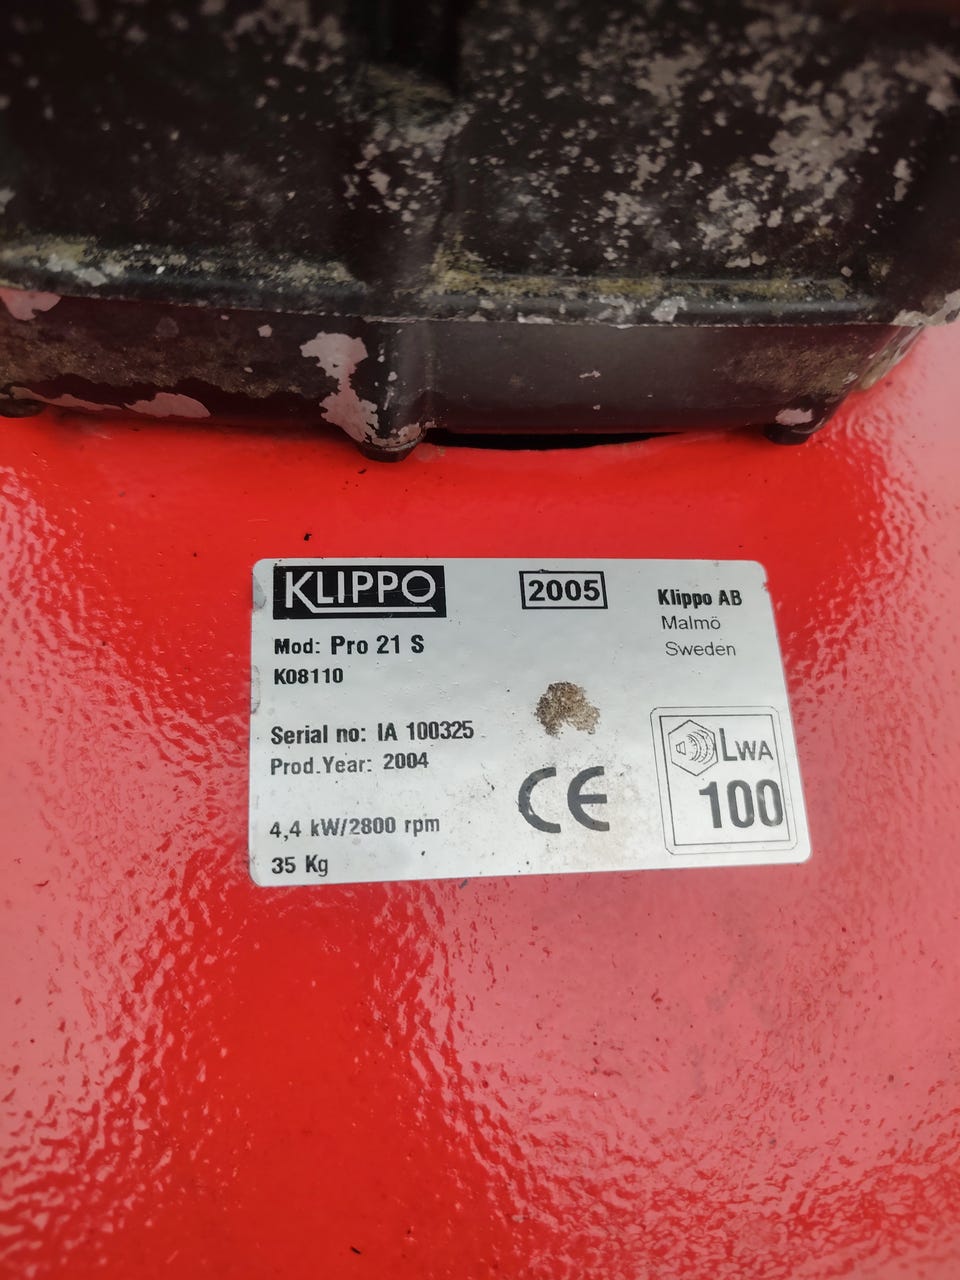 KLIPPO
2005
Klippo AB
Malmö
Sweden
Mod: Pro 21 S
K08110
Serial no: IA 100325
Prod.Year: 2004
4,4 kW/2800 rpm
35 Kg
CE
LWA
100